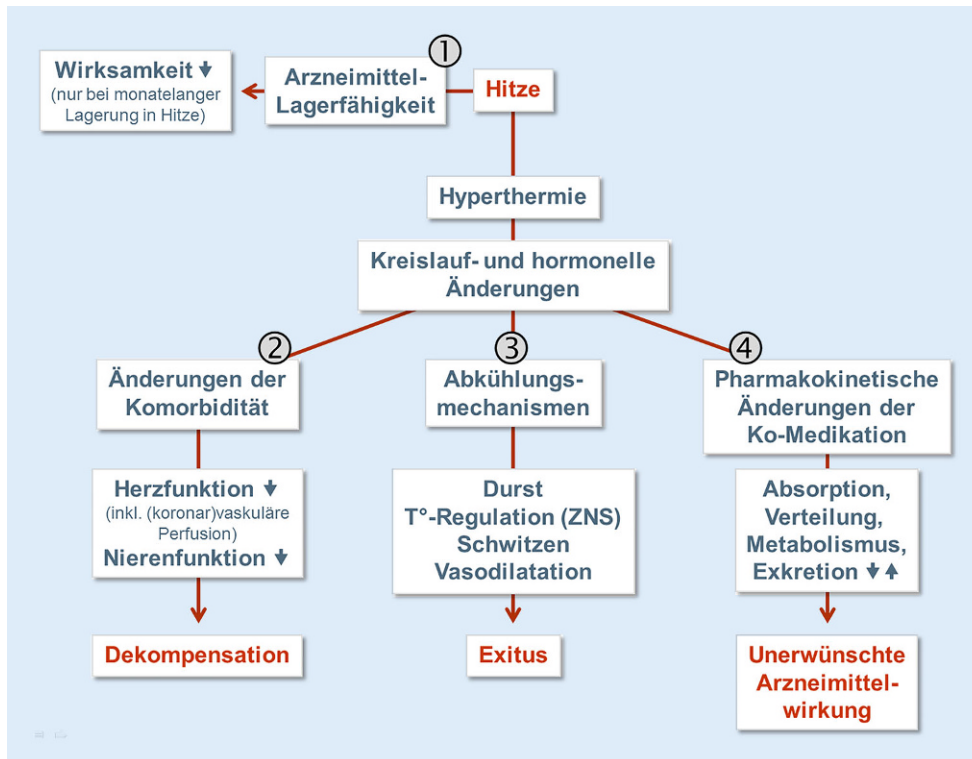 ①
Wirksamkeit ↓
(nur bei monatelanger
Lagerung in Hitze)
Arzneimittel-
Lagerfähigkeit
Hitze
Hyperthermie
Kreislauf- und hormonelle
Änderungen
②
Änderungen der
Komorbidität
③
Abkühlungs-
mechanismen
④
Pharmakokinetische
Änderungen der
Ko-Medikation
Herzfunktion ↓
(inkl. (koronar)vaskuläre
Perfusion)
Nierenfunktion ↓
Durst
T°-Regulation (ZNS)
Schwitzen
Vasodilatation
Absorption,
Verteilung,
Metabolismus,
Exkretion ↓ ↑
Dekompensation
Exitus
Unerwünschte
Arzneimittel-
wirkung